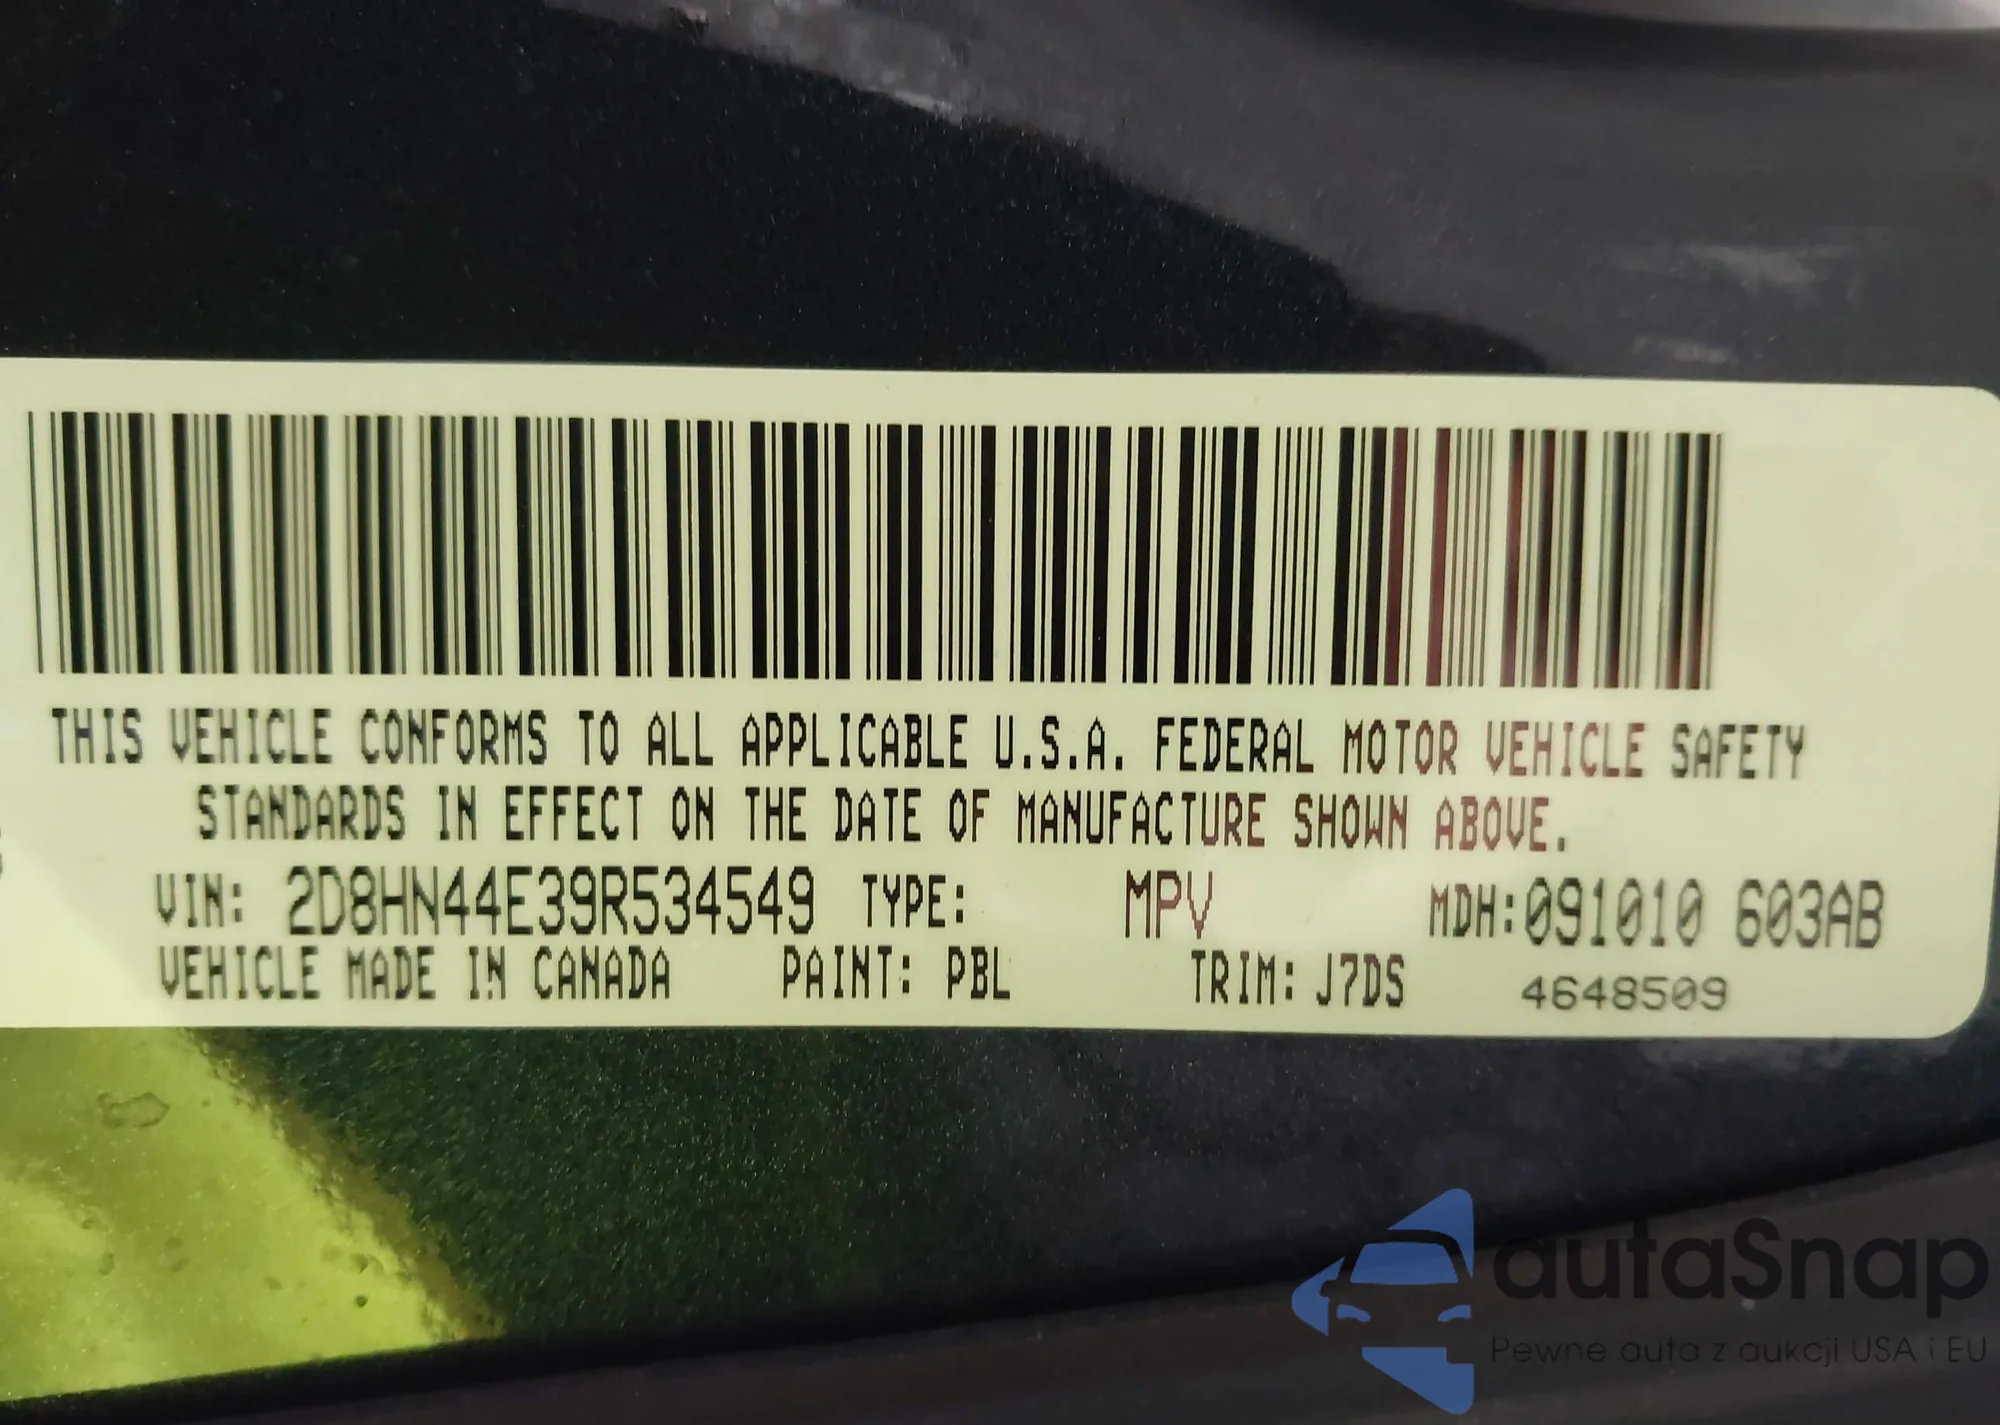 THIS VEHICLE CONFORMS TO ALL APPLICABLE U.S.A. FEDERAL MOTOR VEHICLE SAFETY
STANDARDS IN EFFECT ON THE DATE OF MANUFACTURE SHOWN ABOVE.
VIN: 2D8HN44E39R534549 TYPE: MPV MDH:091010 603AB
VEHICLE MADE IN CANADA PAINT: PBL TRIM: J7DS 4648509
autaSnap
Pewne auta z aukcji USA i EU